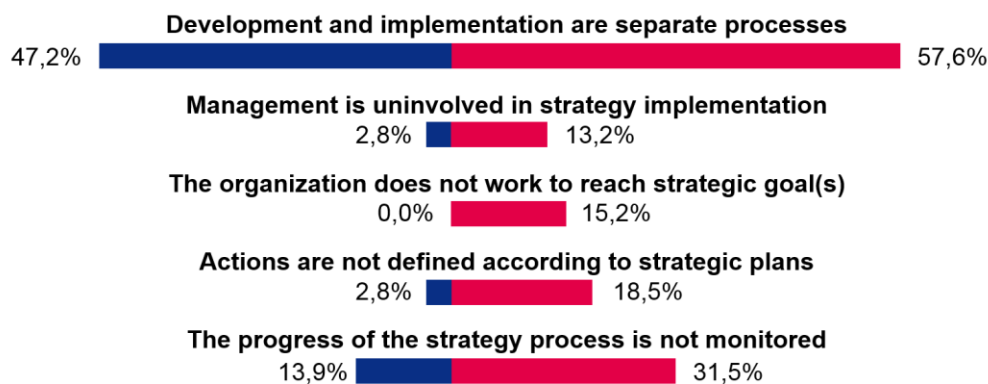 Development and implementation are separate processes
47,2% 57,6%
Management is uninvolved in strategy implementation
2,8% 13,2%
The organization does not work to reach strategic goal(s)
0,0% 15,2%
Actions are not defined according to strategic plans
2,8% 18,5%
The progress of the strategy process is not monitored
13,9% 31,5%